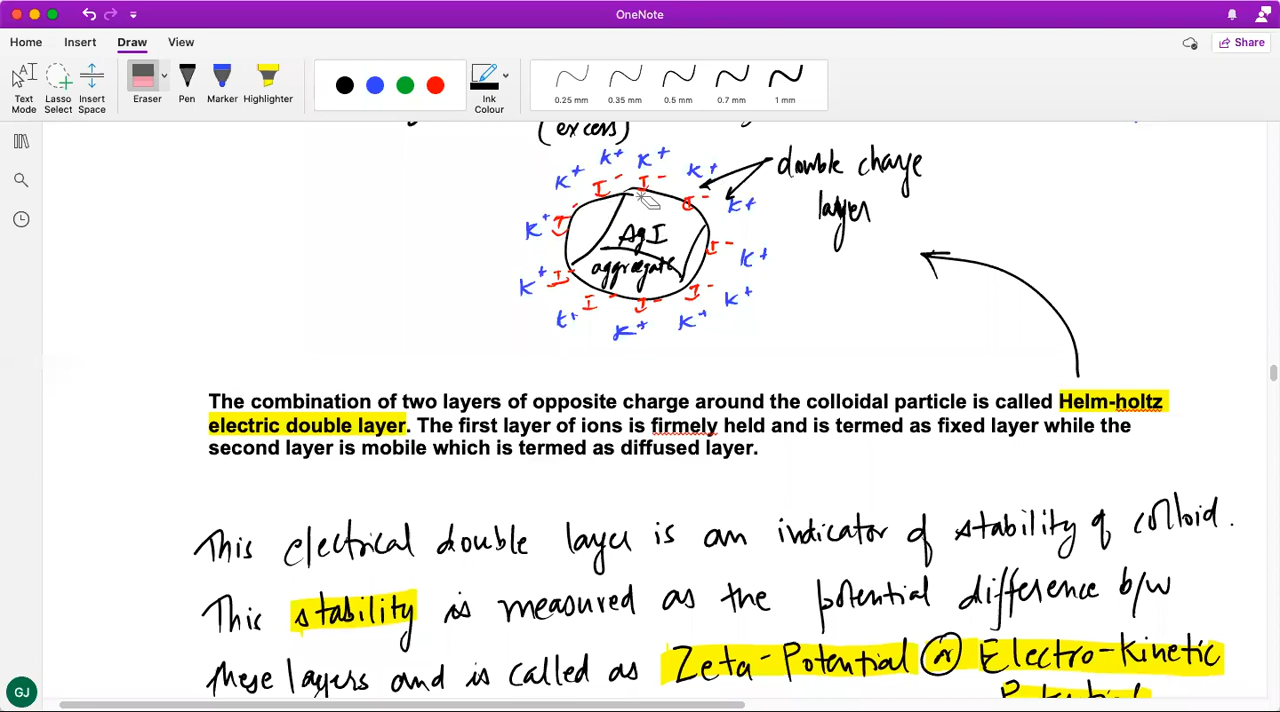 OneNote
Home Insert Draw View
Share
Text Mode
Lasso Select
Insert Space
Eraser
Pen
Marker
Highlighter
Ink Colour
0.25 mm
0.35 mm
0.5 mm
0.7 mm
1 mm
(excess)
K+ K+ K+ K+
I- I- I-
double charge
layer
K+ I- K+
AgI
I- K+
aggregate
K+ I- I- K+
K+ I- I- K+
K+
The combination of two layers of opposite charge around the colloidal particle is called Helm-holtz
electric double layer. The first layer of ions is firmely held and is termed as fixed layer while the
second layer is mobile which is termed as diffused layer.
This electrical double layer is an indicator of stability of colloid.
This stability is measured as the potential difference b/w
these layers and is called as Zeta-Potential or Electro-Kinetic
Potential
GJ